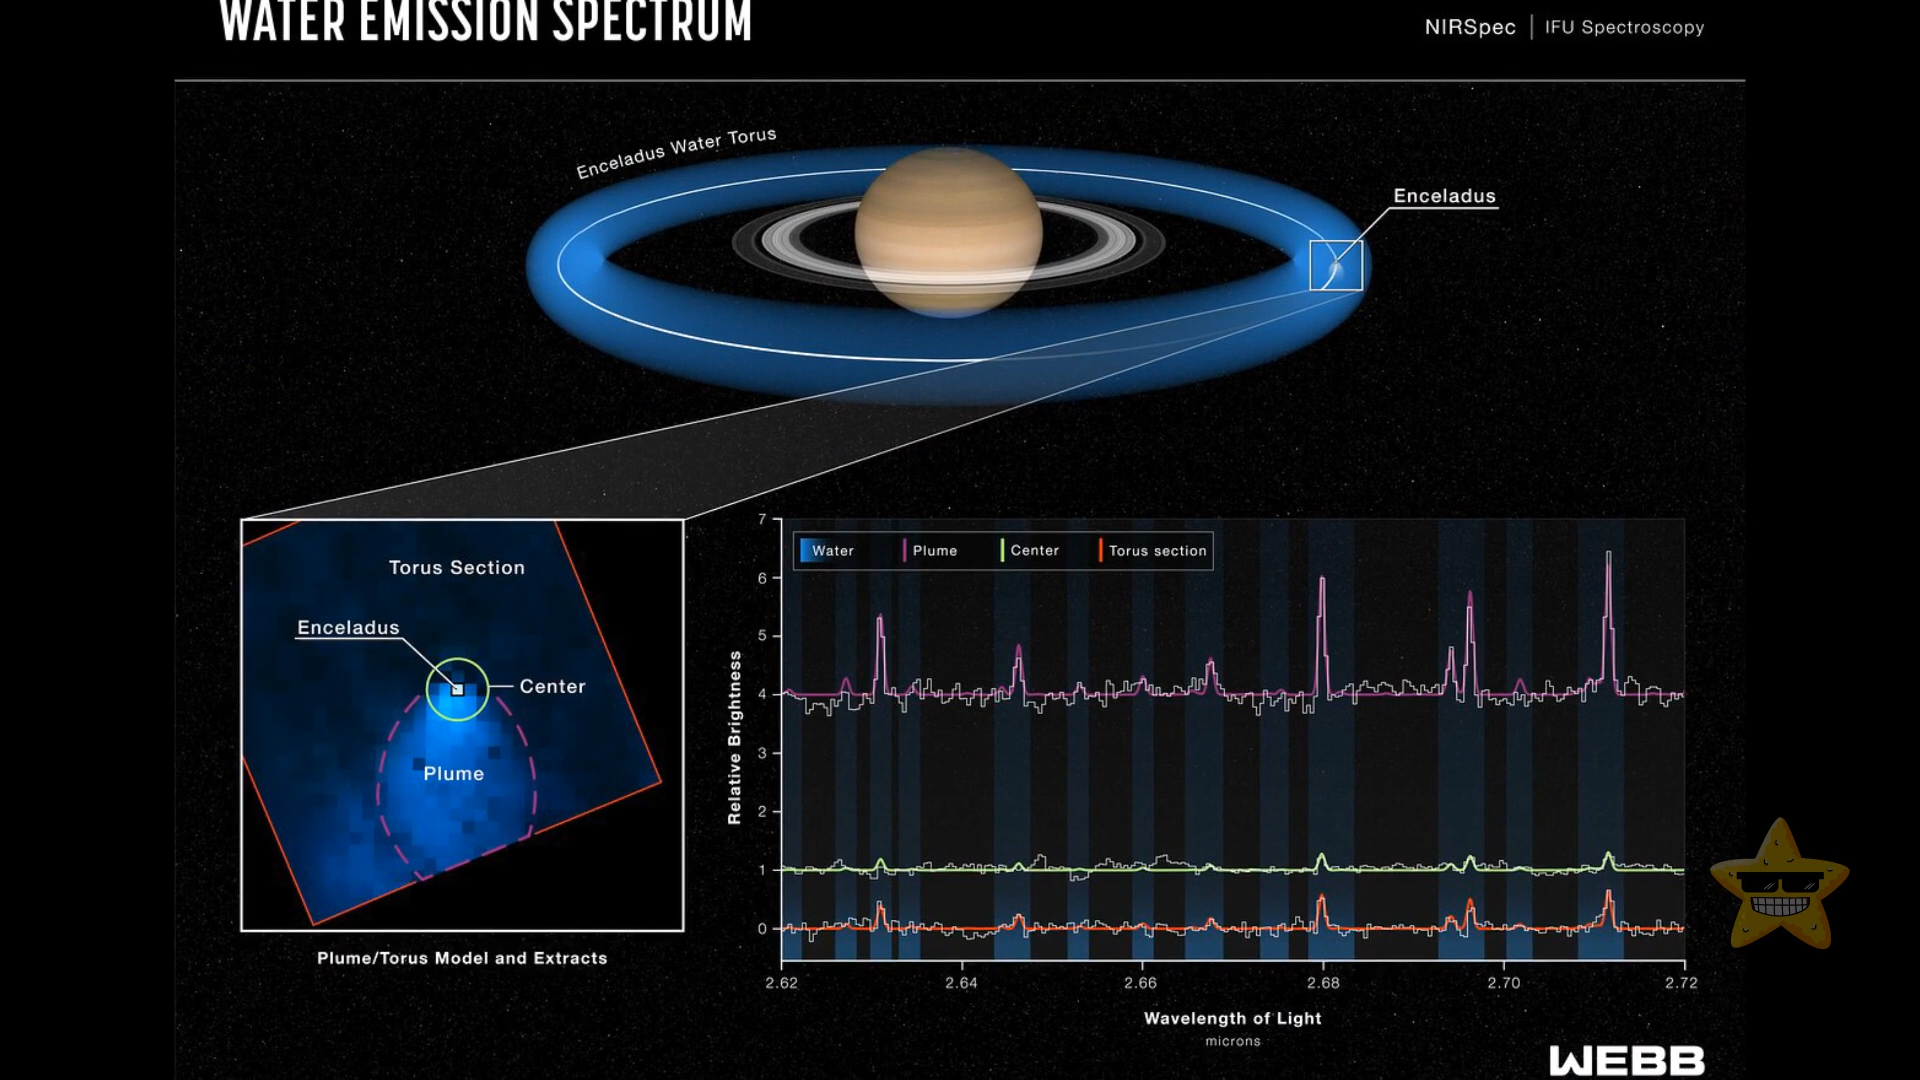 WATER EMISSION SPECTRUM
NIRSpec | IFU Spectroscopy
Enceladus Water Torus
Enceladus
Torus Section
Enceladus
Center
Plume
Plume/Torus Model and Extracts
Water Plume Center Torus section
7
6
5
4
3
2
1
0
Relative Brightness
2.62 2.64 2.66 2.68 2.70 2.72
Wavelength of Light
microns
WEBB